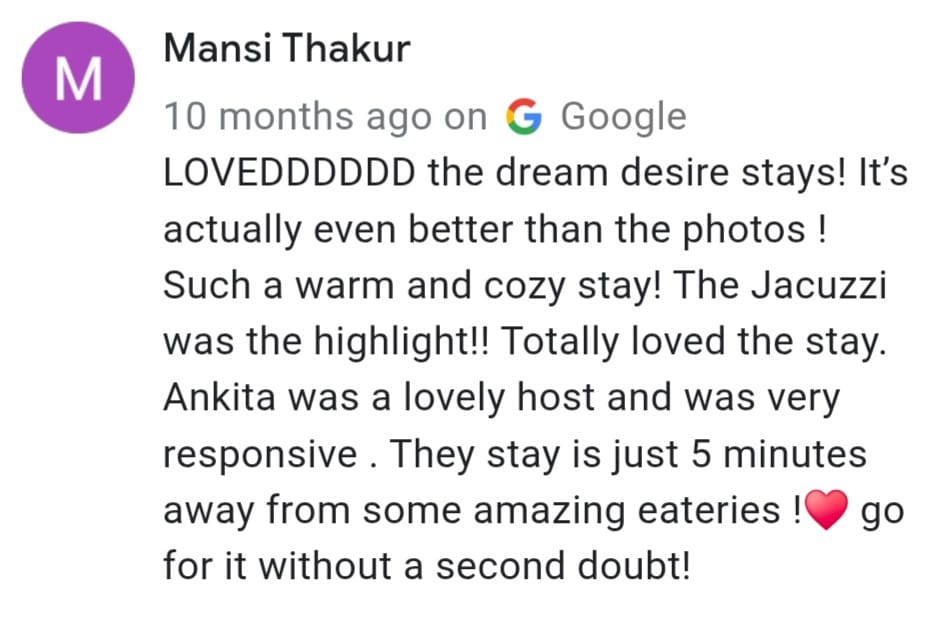 M
Mansi Thakur
10 months ago on G Google
LOVEDDDDDD the dream desire stays! It’s
actually even better than the photos !
Such a warm and cozy stay! The Jacuzzi
was the highlight!! Totally loved the stay.
Ankita was a lovely host and was very
responsive . They stay is just 5 minutes
away from some amazing eateries !❤️ go
for it without a second doubt!